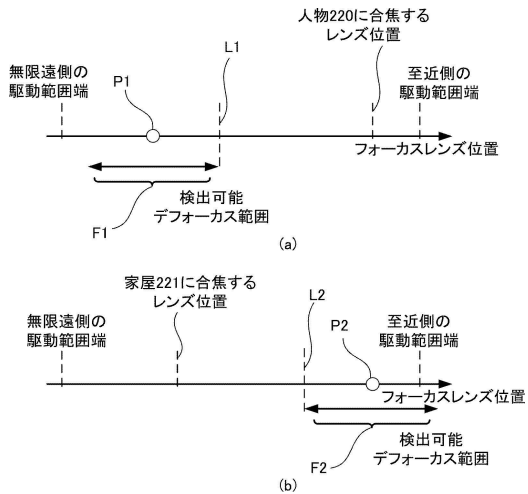 人物220に合焦する
レンズ位置
L1
無限遠側の
駆動範囲端
P1
至近側の
駆動範囲端
フォーカスレンズ位置
検出可能
デフォーカス範囲
F1
(a)
家屋221に合焦する
レンズ位置
L2
無限遠側の
駆動範囲端
P2
至近側の
駆動範囲端
フォーカスレンズ位置
検出可能
デフォーカス範囲
F2
(b)